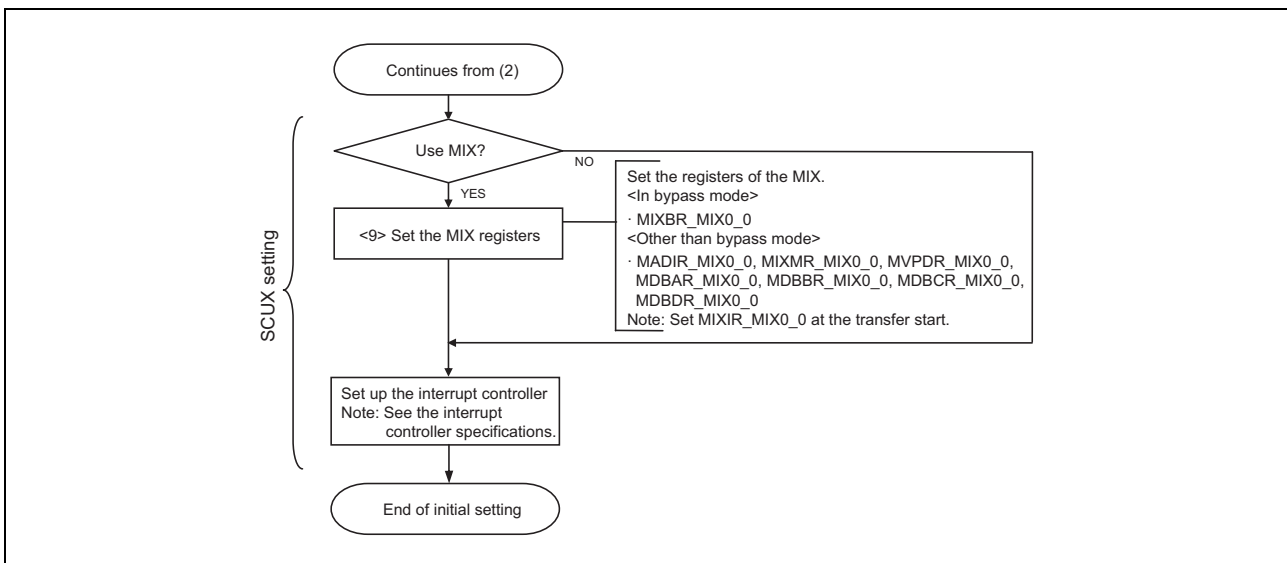 Continues from (2)
Use MIX?
NO
YES
<9> Set the MIX registers
Set the registers of the MIX.
<In bypass mode>
· MIXBR_MIX0_0
<Other than bypass mode>
· MADIR_MIX0_0, MIXMR_MIX0_0, MVPDR_MIX0_0,
MDBAR_MIX0_0, MDBBR_MIX0_0, MDBCR_MIX0_0,
MDBDR_MIX0_0
Note: Set MIXIR_MIX0_0 at the transfer start.
SCUX setting
Set up the interrupt controller
Note: See the interrupt
controller specifications.
End of initial setting